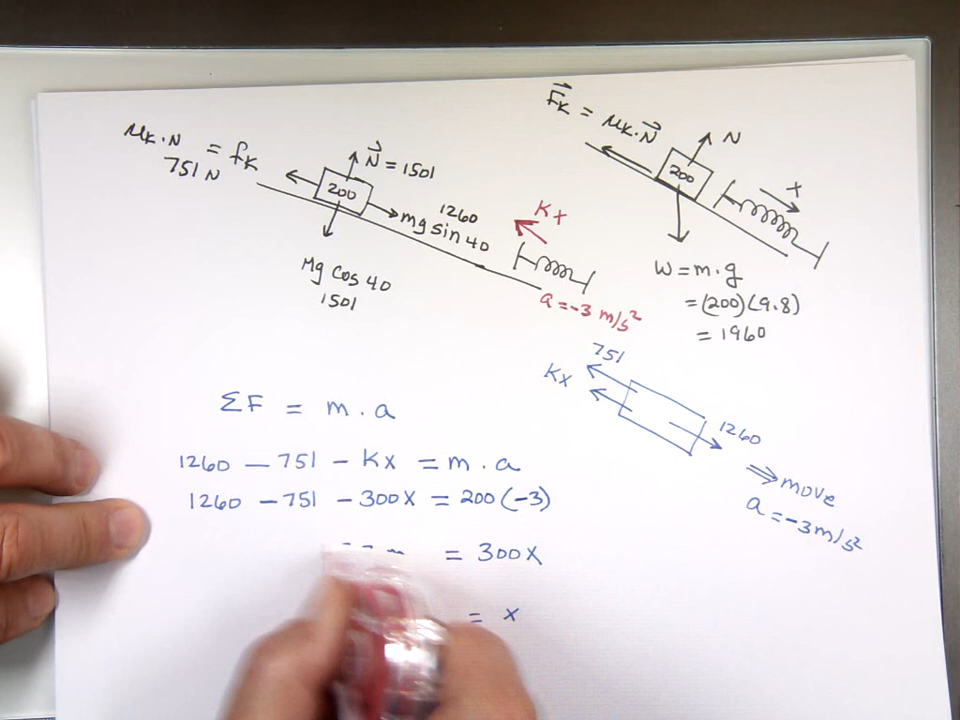 μk.N = fk
751 N
N = 1501
200
1260
mg sin 40
Mg cos 40
1501
Kx
a = -3 m/s²
Fk = μk.N
N
200
x
W = m.g
= (200)(9.8)
= 1960
751
Kx
1260
⇒ move
a = -3 m/s²
ΣF = m.a
1260 - 751 - Kx = m.a
1260 - 751 - 300X = 200(-3)
= 300X
= x